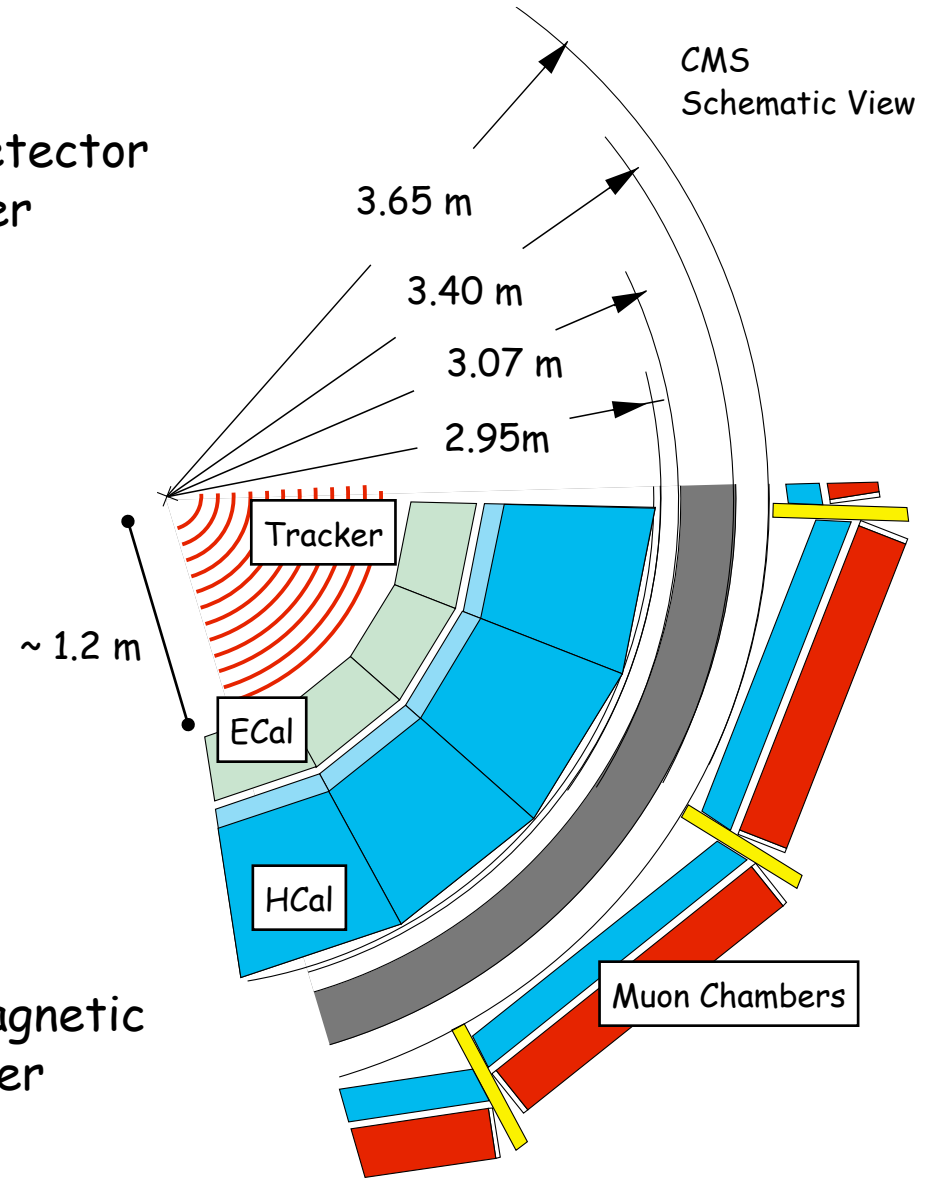 CMS
Schematic View
etector
er
3.65 m
3.40 m
3.07 m
2.95m
Tracker
~ 1.2 m
ECal
HCal
Muon Chambers
agnetic
er